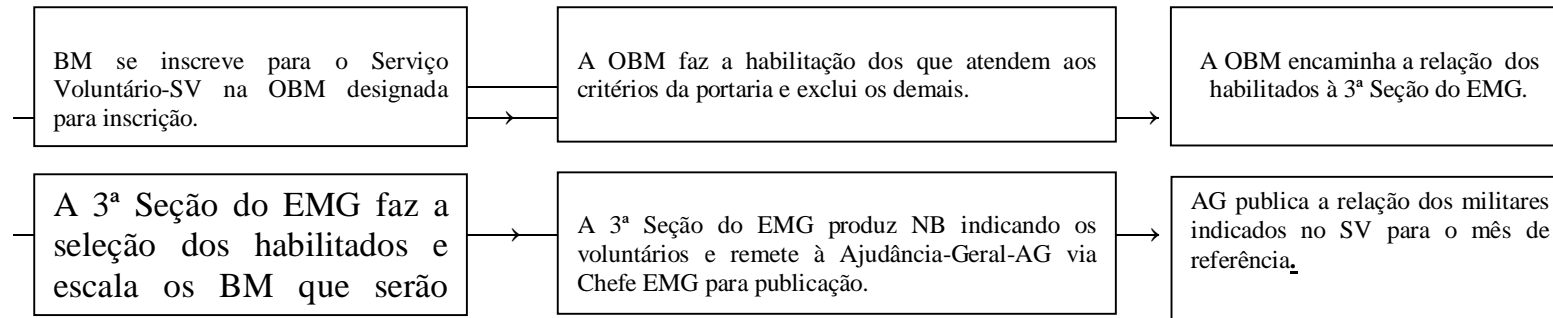 BM se inscreve para o Serviço
Voluntário-SV na OBM designada
para inscrição.
A OBM faz a habilitação dos que atendem aos
critérios da portaria e exclui os demais.
A OBM encaminha a relação dos
habilitados à 3ª Seção do EMG.
A 3ª Seção do EMG faz a
seleção dos habilitados e
escala os BM que serão
A 3ª Seção do EMG produz NB indicando os
voluntários e remete à Ajudância-Geral-AG via
Chefe EMG para publicação.
AG publica a relação dos militares
indicados no SV para o mês de
referência.